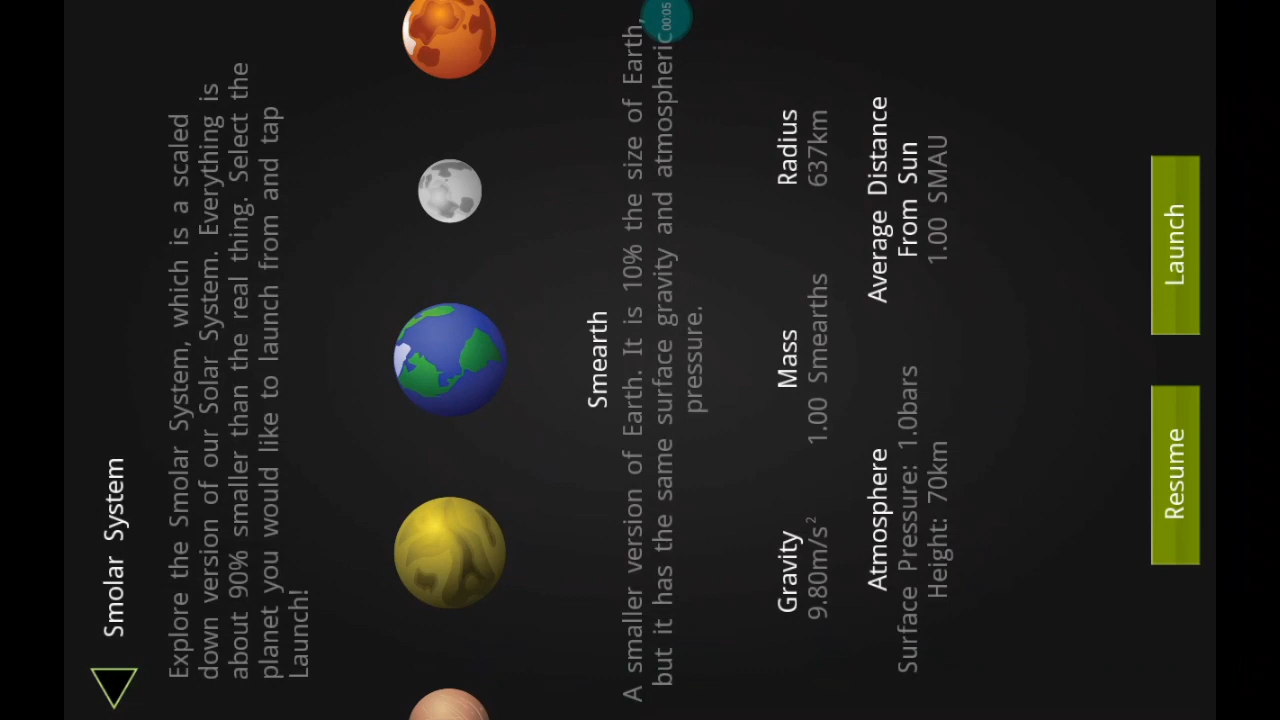 Smolar System
Explore the Smolar System, which is a scaled
down version of our Solar System. Everything is
about 90% smaller than the real thing. Select the
planet you would like to launch from and tap
Launch!
00:05
Smearth
A smaller version of Earth. It is 10% the size of Earth,
but it has the same surface gravity and atmospheric
pressure.
Gravity
9.80m/s²
Mass
1.00 Smearths
Radius
637km
Atmosphere
Surface Pressure: 1.0bars
Height: 70km
Average Distance
From Sun
1.00 SMAU
Resume
Launch